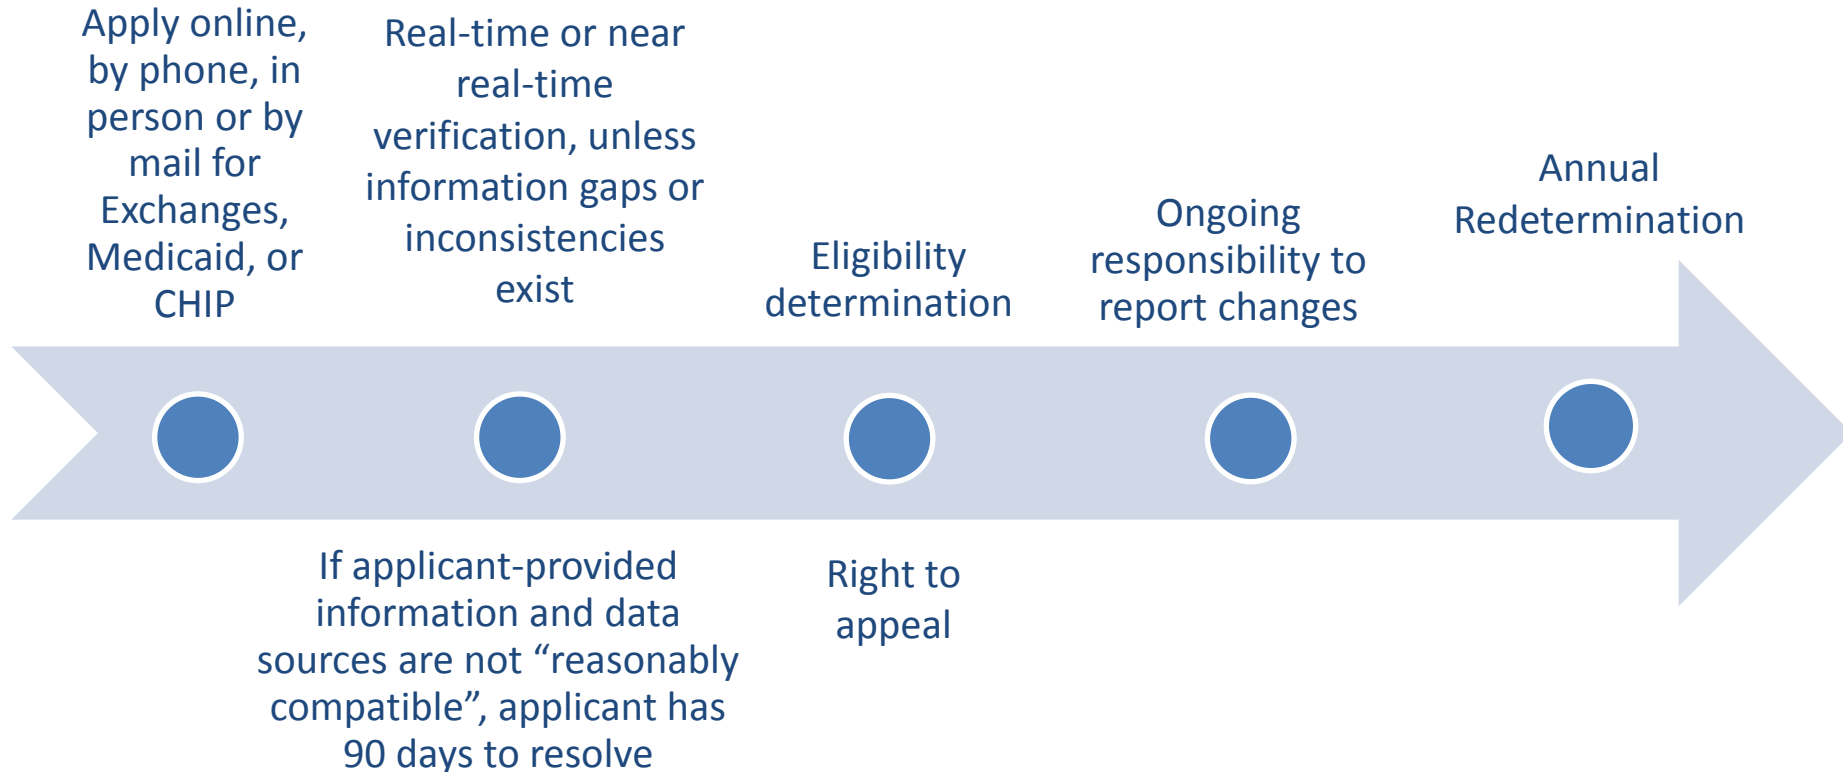 Apply online,
by phone, in
person or by
mail for
Exchanges,
Medicaid, or
CHIP
Real-time or near
real-time
verification, unless
information gaps or
inconsistencies
exist
Eligibility
determination
Ongoing
responsibility to
report changes
Annual
Redetermination
If applicant-provided
information and data
sources are not “reasonably
compatible”, applicant has
90 days to resolve
Right to
appeal